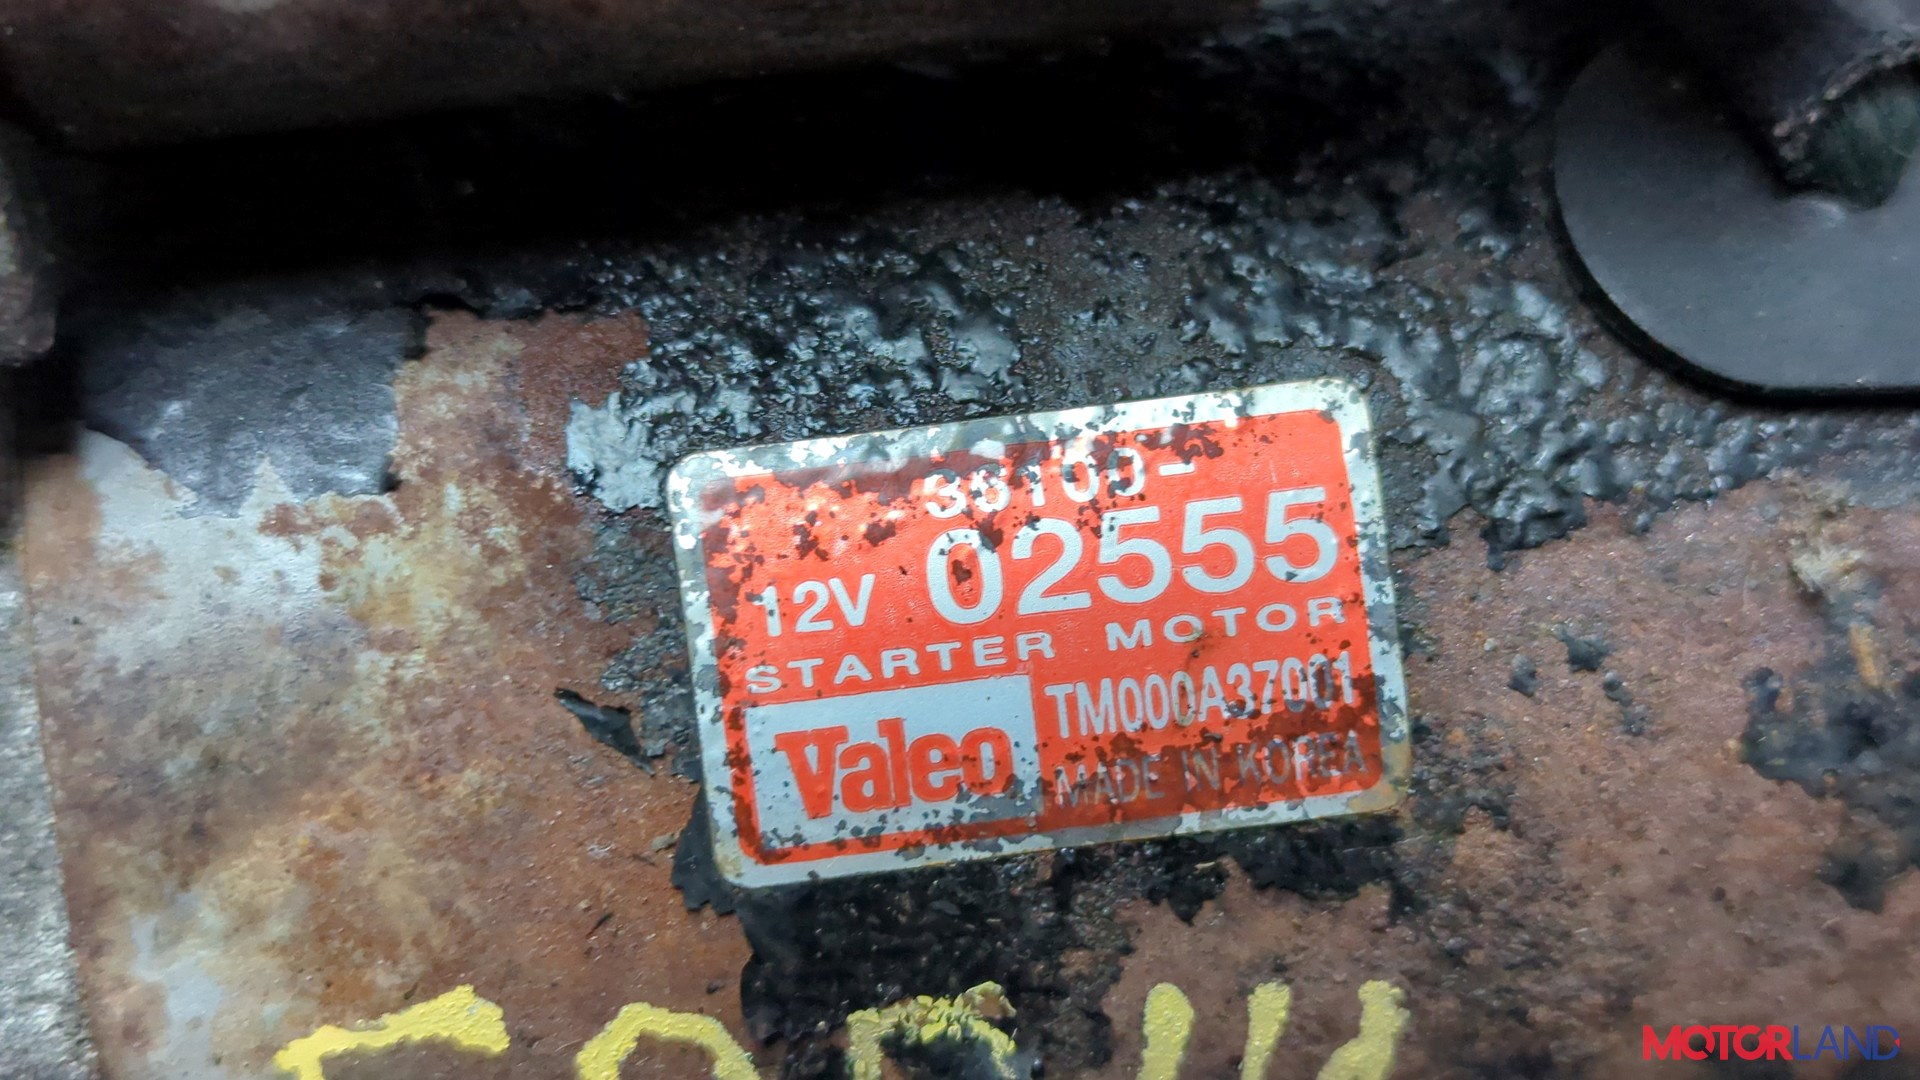 36100-
12V 02555
STARTER MOTOR
Valeo TM000A37001
MADE IN KOREA
MOTORLAND